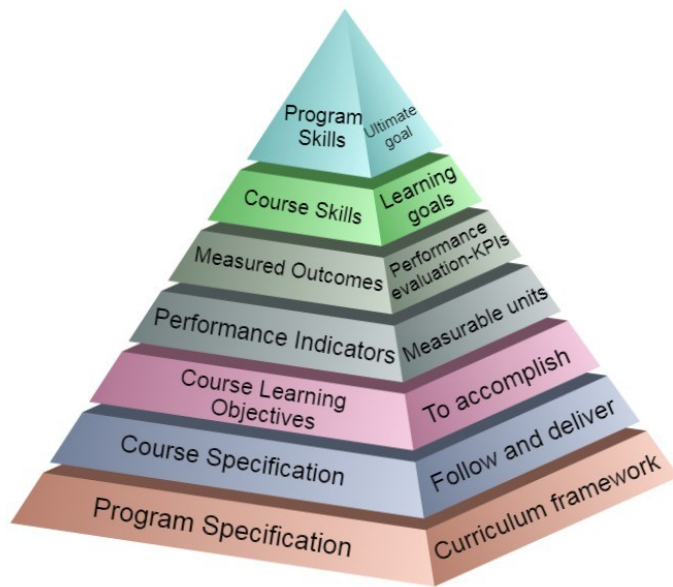 Program
Skills
Ultimate
goal
Course Skills
Learning
goals
Measured Outcomes
Performance
evaluation-KPIs
Performance Indicators
Measurable units
Course Learning
Objectives
To accomplish
Course Specification
Follow and deliver
Program Specification
Curriculum framework